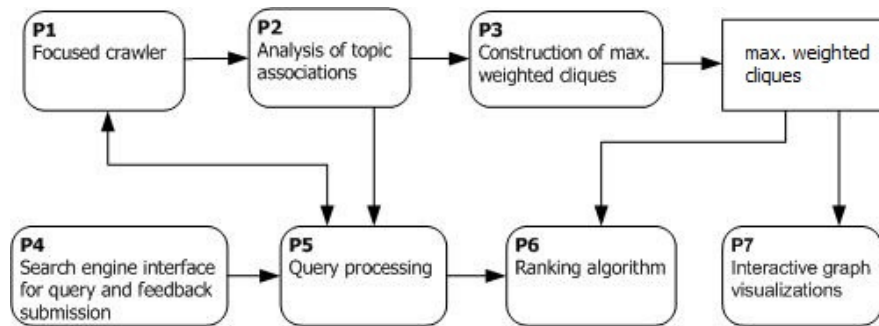 P1
Focused crawler
P2
Analysis of topic
associations
P3
Construction of max.
weighted cliques
max. weighted
cliques
P4
Search engine interface
for query and feedback
submission
P5
Query processing
P6
Ranking algorithm
P7
Interactive graph
visualizations